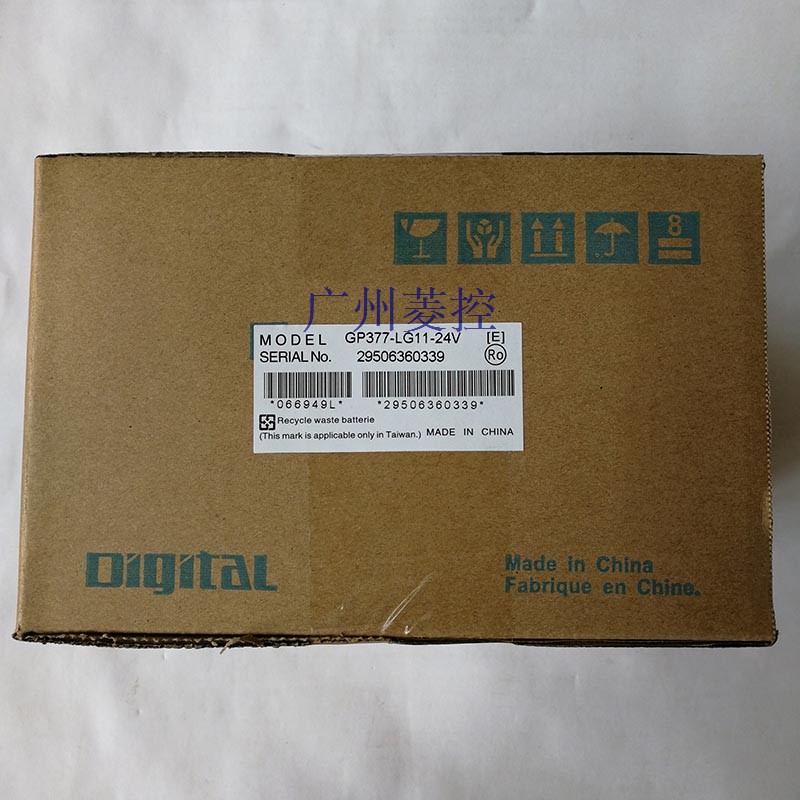 8
广州菱控
MODEL GP377-LG11-24V [E]
SERIAL No. 29506360339 Ro
*066949L* *29506360339*
Recycle waste batterie
(This mark is applicable only in Taiwan.) MADE IN CHINA
Digital
Made in China
Fabrique en Chine.